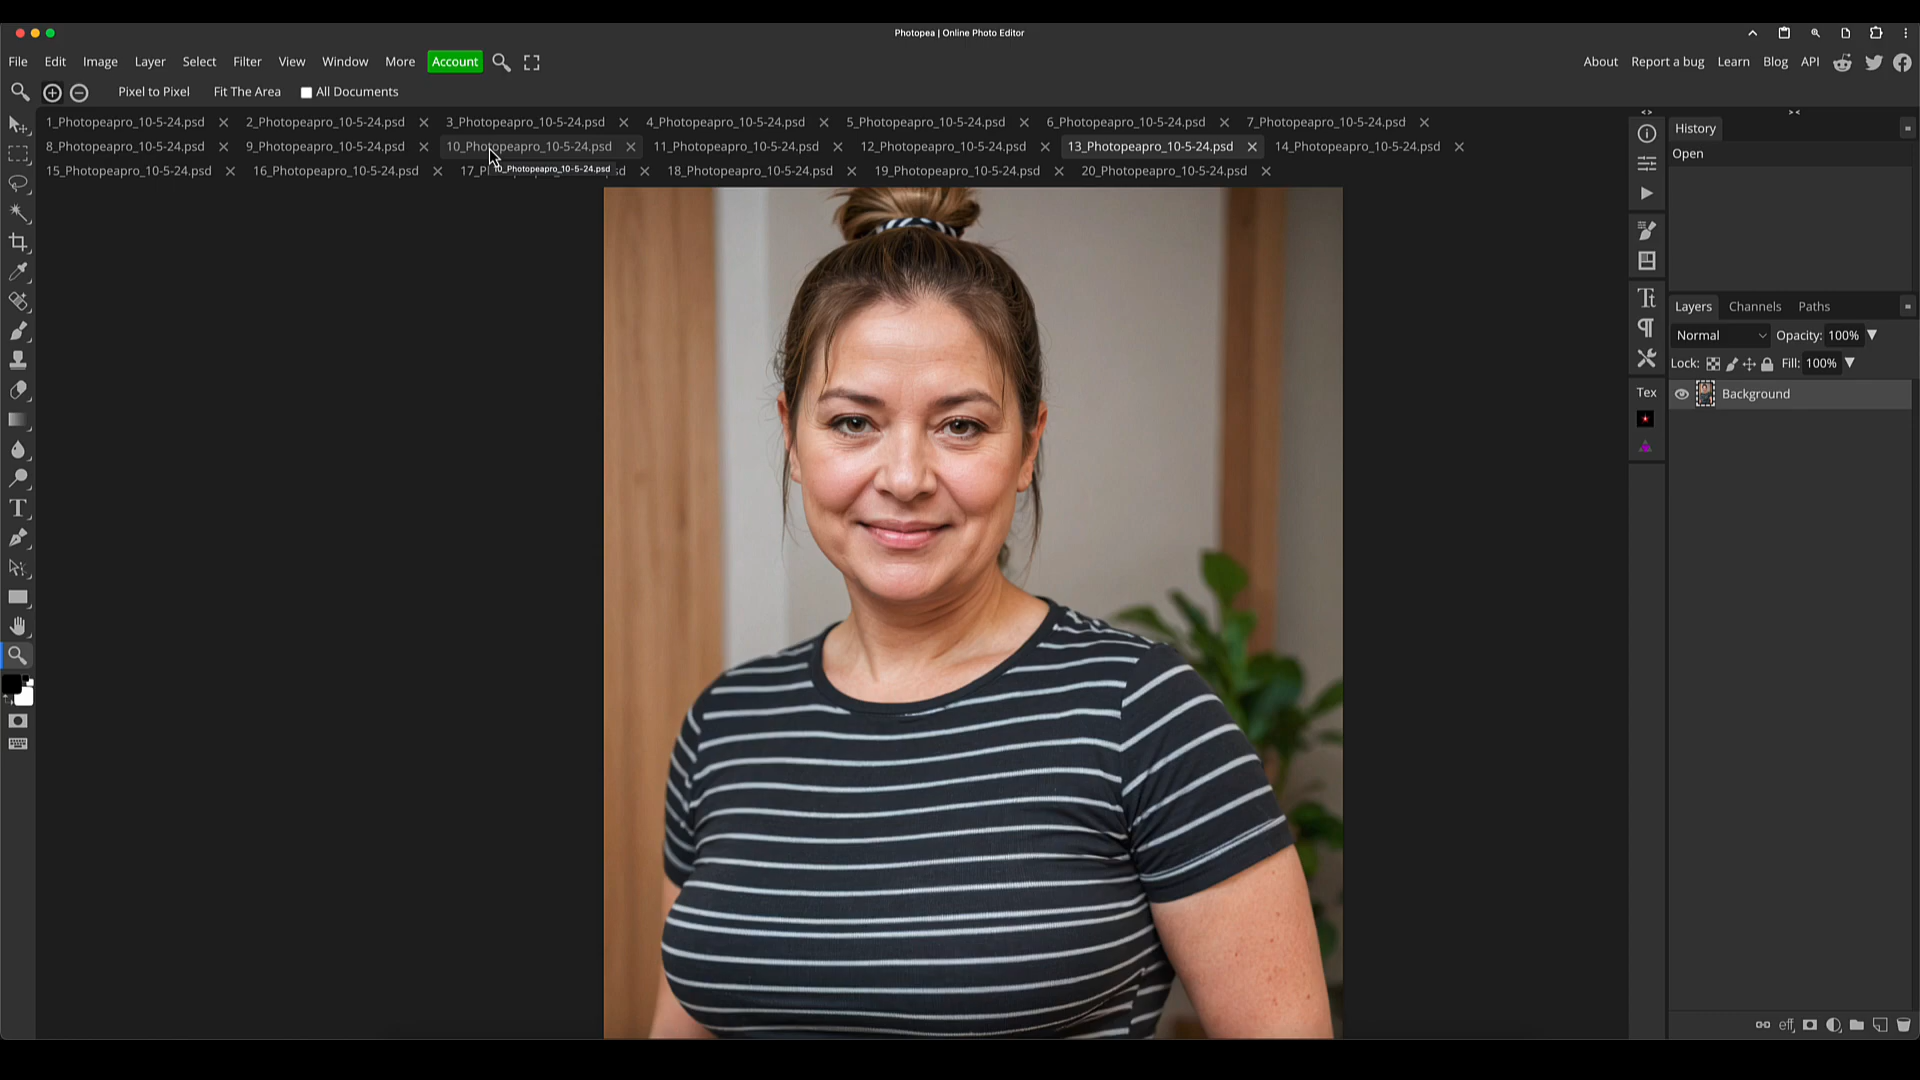 Photopea | Online Photo Editor
File Edit Image Layer Select Filter View Window More Account About Report a bug Learn Blog API
Pixel to Pixel Fit The Area All Documents
1_Photopeapro_10-5-24.psd 2_Photopeapro_10-5-24.psd 3_Photopeapro_10-5-24.psd 4_Photopeapro_10-5-24.psd 5_Photopeapro_10-5-24.psd 6_Photopeapro_10-5-24.psd 7_Photopeapro_10-5-24.psd
8_Photopeapro_10-5-24.psd 9_Photopeapro_10-5-24.psd 10_Photopeapro_10-5-24.psd 11_Photopeapro_10-5-24.psd 12_Photopeapro_10-5-24.psd 13_Photopeapro_10-5-24.psd 14_Photopeapro_10-5-24.psd
10_Photopeapro_10-5-24.psd
15_Photopeapro_10-5-24.psd 16_Photopeapro_10-5-24.psd 18_Photopeapro_10-5-24.psd 19_Photopeapro_10-5-24.psd 20_Photopeapro_10-5-24.psd
History
Open
Layers Channels Paths
Normal Opacity: 100%
Lock: Fill: 100%
Tex
Background
eff